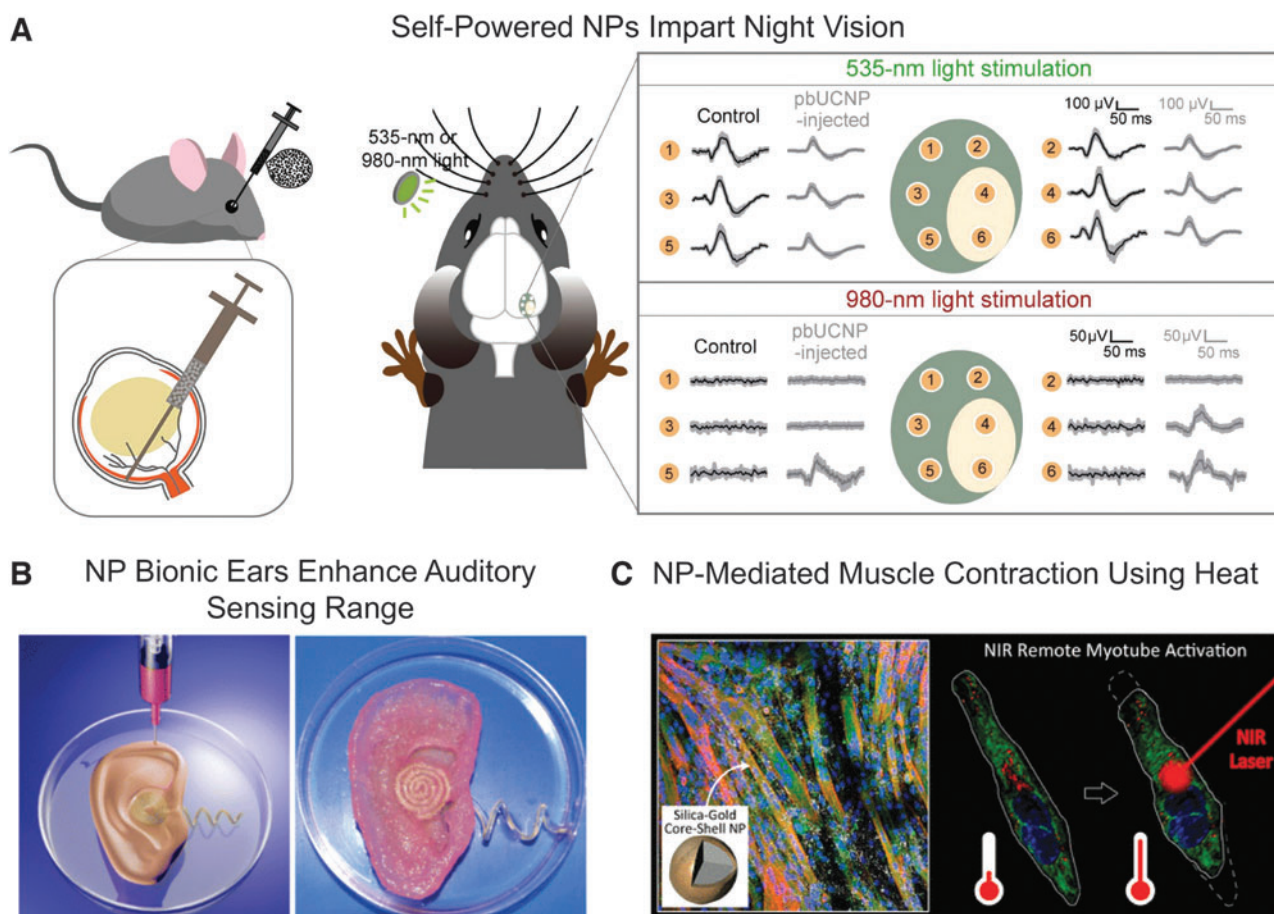 A
Self-Powered NPs Impart Night Vision
535-nm or
980-nm light
535-nm light stimulation
Control
pbUCNP
-injected
100 µV
50 ms
100 µV
50 ms
1
3
5
1
2
3
4
5
6
2
4
6
980-nm light stimulation
Control
pbUCNP
-injected
50µV
50 ms
50µV
50 ms
1
3
5
1
2
3
4
5
6
2
4
6
B
NP Bionic Ears Enhance Auditory
Sensing Range
C
NP-Mediated Muscle Contraction Using Heat
Silica-Gold
Core-Shell NP
NIR Remote Myotube Activation
NIR
Laser